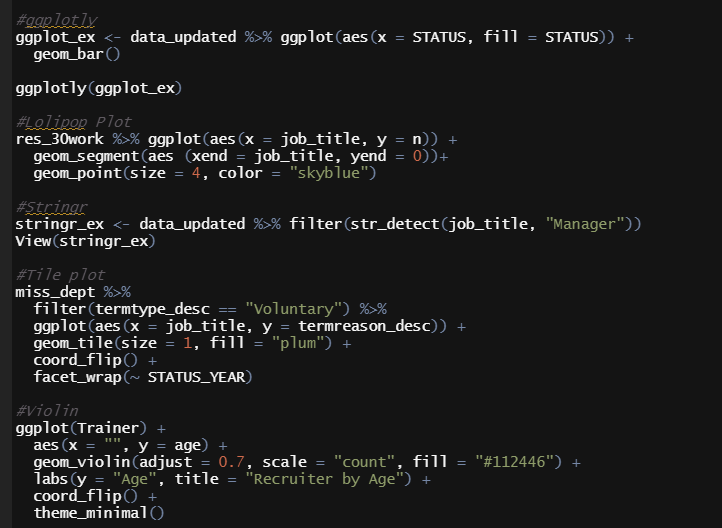 #ggplotly
ggplot_ex <- data_updated %>% ggplot(aes(x = STATUS, fill = STATUS)) +
  geom_bar()

ggplotly(ggplot_ex)

#Lolipop Plot
res_30work %>% ggplot(aes(x = job_title, y = n)) +
  geom_segment(aes (xend = job_title, yend = 0))+
  geom_point(size = 4, color = "skyblue")

#Stringr
stringr_ex <- data_updated %>% filter(str_detect(job_title, "Manager"))
View(stringr_ex)

#Tile plot
miss_dept %>%
  filter(termtype_desc == "Voluntary") %>%
  ggplot(aes(x = job_title, y = termreason_desc)) +
  geom_tile(size = 1, fill = "plum") +
  coord_flip() +
  facet_wrap(~ STATUS_YEAR)

#Violin
ggplot(Trainer) +
  aes(x = "", y = age) +
  geom_violin(adjust = 0.7, scale = "count", fill = "#112446") +
  labs(y = "Age", title = "Recruiter by Age") +
  coord_flip() +
  theme_minimal()